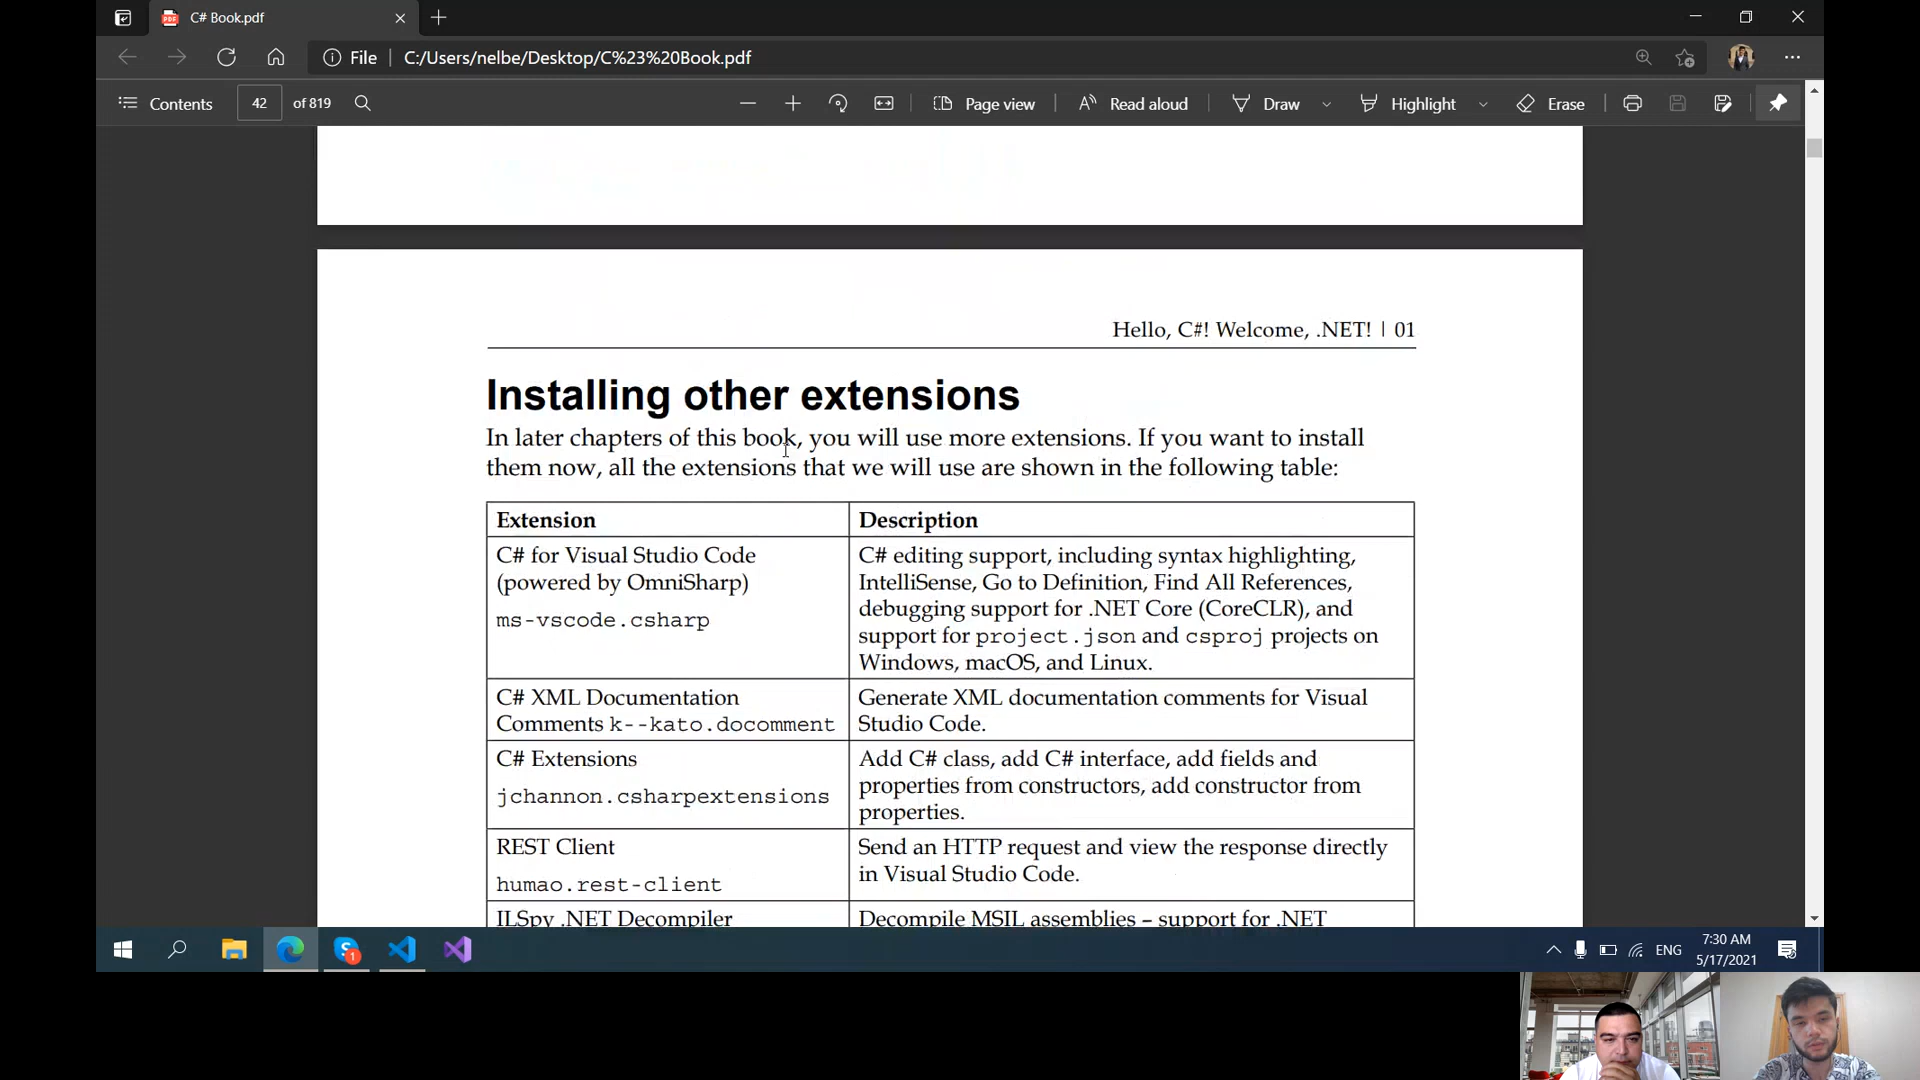 C# Book.pdf
File C:/Users/nelbe/Desktop/C%23%20Book.pdf
Contents 42 of 819 Page view Read aloud Draw Highlight Erase
Hello, C#! Welcome, .NET! | 01
Installing other extensions
In later chapters of this book, you will use more extensions. If you want to install
them now, all the extensions that we will use are shown in the following table:
Extension Description
C# for Visual Studio Code
(powered by OmniSharp)
ms-vscode.csharp
C# editing support, including syntax highlighting,
IntelliSense, Go to Definition, Find All References,
debugging support for .NET Core (CoreCLR), and
support for project.json and csproj projects on
Windows, macOS, and Linux.
C# XML Documentation
Comments k--kato.docomment
Generate XML documentation comments for Visual
Studio Code.
C# Extensions
jchannon.csharpextensions
Add C# class, add C# interface, add fields and
properties from constructors, add constructor from
properties.
REST Client
humao.rest-client
Send an HTTP request and view the response directly
in Visual Studio Code.
ILSpy .NET Decompiler
Decompile MSIL assemblies – support for .NET
1
ENG
7:30 AM
5/17/2021